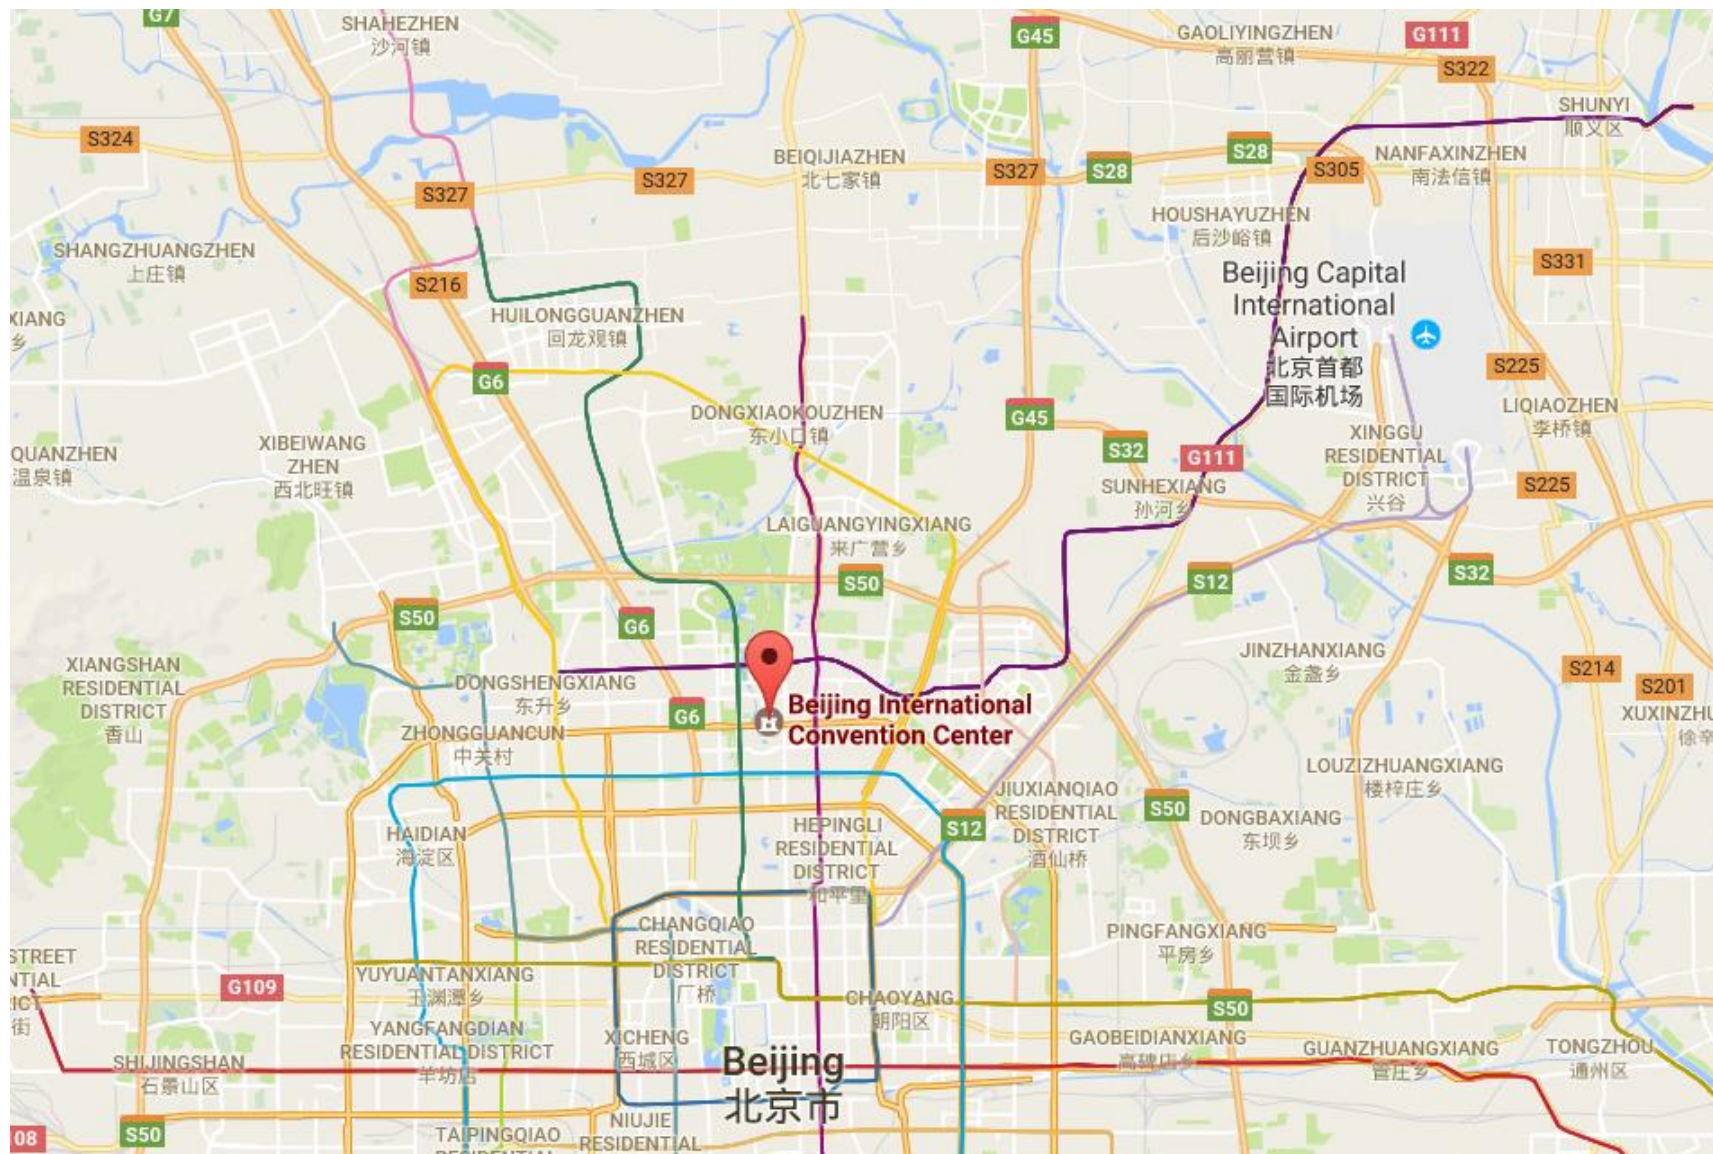 G7
SHAHEZHEN
沙河镇
G45
GAOLIYINGZHEN
高丽营镇
G111
S322
SHUNYI
顺义区
S324
BEIQIJIAZHEN
北七家镇
S327
S327
S327
S28
S28
S305
NANFAXINZHEN
南法信镇
HOUSHAYUZHEN
后沙峪镇
SHANGZHUANGZHEN
上庄镇
S216
Beijing Capital
International
Airport
北京首都
国际机场
S331
XIANG
乡
HUILONGGUANZHEN
回龙观镇
G6
S225
DONGXIAOKOUZHEN
东小口镇
G45
LIQIAOZHEN
李桥镇
QUANZHEN
温泉镇
XIBEIWANG
ZHEN
西北旺镇
S32
G111
XINGGU
RESIDENTIAL
DISTRICT
兴谷
SUNHEXIANG
孙河乡
S225
LAIGUANGYINGXIANG
来广营乡
S50
S12
S32
S50
G6
XIANGSHAN
RESIDENTIAL
DISTRICT
香山
DONGSHENGXIANG
东升乡
JINZHANXIANG
金盏乡
S214
S201
G6
Beijing International
Convention Center
XUXINZHU
徐辛
ZHONGGUANCUN
中关村
LOUZIZHUANGXIANG
楼梓庄乡
JIUXIANQIAO
RESIDENTIAL
DISTRICT
酒仙桥
S50
DONGBAXIANG
东坝乡
HAIDIAN
海淀区
HEPINGLI
RESIDENTIAL
DISTRICT
和平里
S12
CHANGQIAO
RESIDENTIAL
DISTRICT
厂桥
PINGFANGXIANG
平房乡
STREET
NTIAL
ICT
街
G109
YUYUANTANXIANG
玉渊潭乡
CHAOYANG
朝阳区
S50
YANGFANGDIAN
RESIDENTIAL DISTRICT
羊坊店
XICHENG
西城区
Beijing
北京市
GAOBEIDIANXIANG
高碑店乡
GUANZHUANGXIANG
管庄乡
TONGZHOU
通州区
SHIJINGSHAN
石景山区
08
S50
TAIPINGQIAO
NIUJIE
RESIDENTIAL